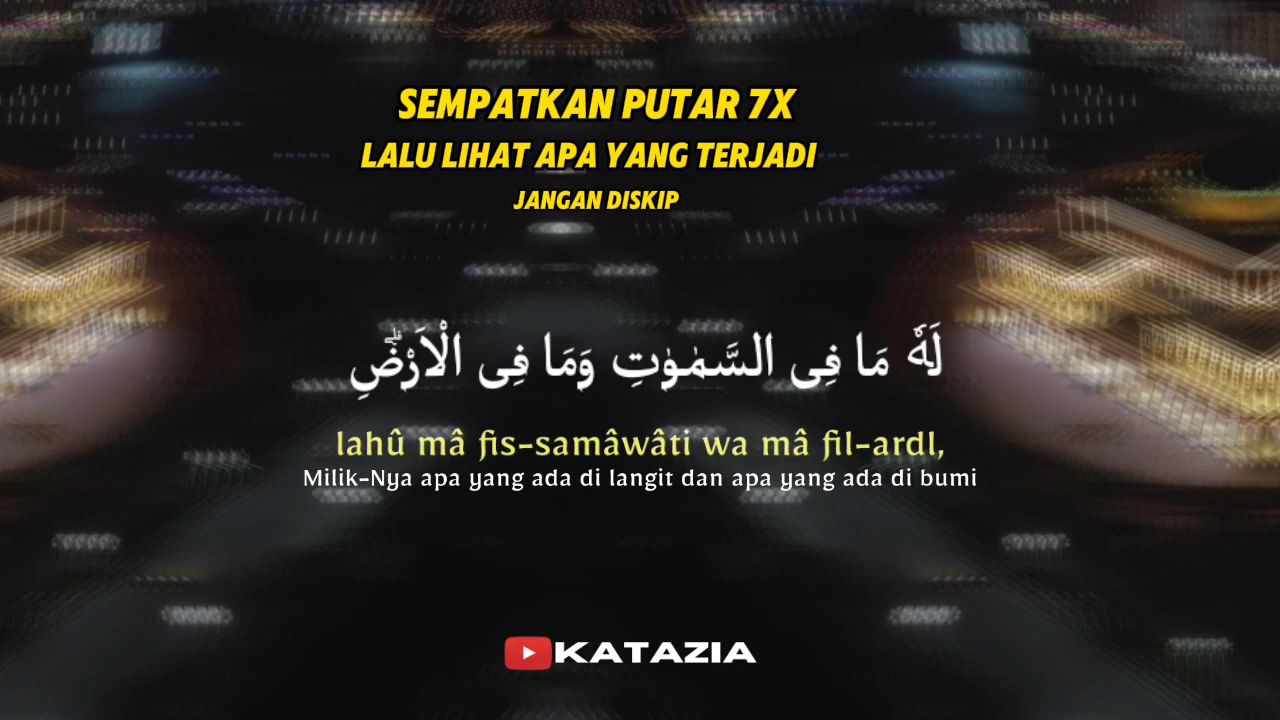 SEMPATKAN PUTAR 7X
LALU LIHAT APA YANG TERJADI
JANGAN DISKIP
لَهٗ مَا فِى السَّمٰوٰتِ وَمَا فِى الْاَرْضِۗ
lahû mâ fis-samâwâti wa mâ fil-ardl,
Milik-Nya apa yang ada di langit dan apa yang ada di bumi
KATAZIA